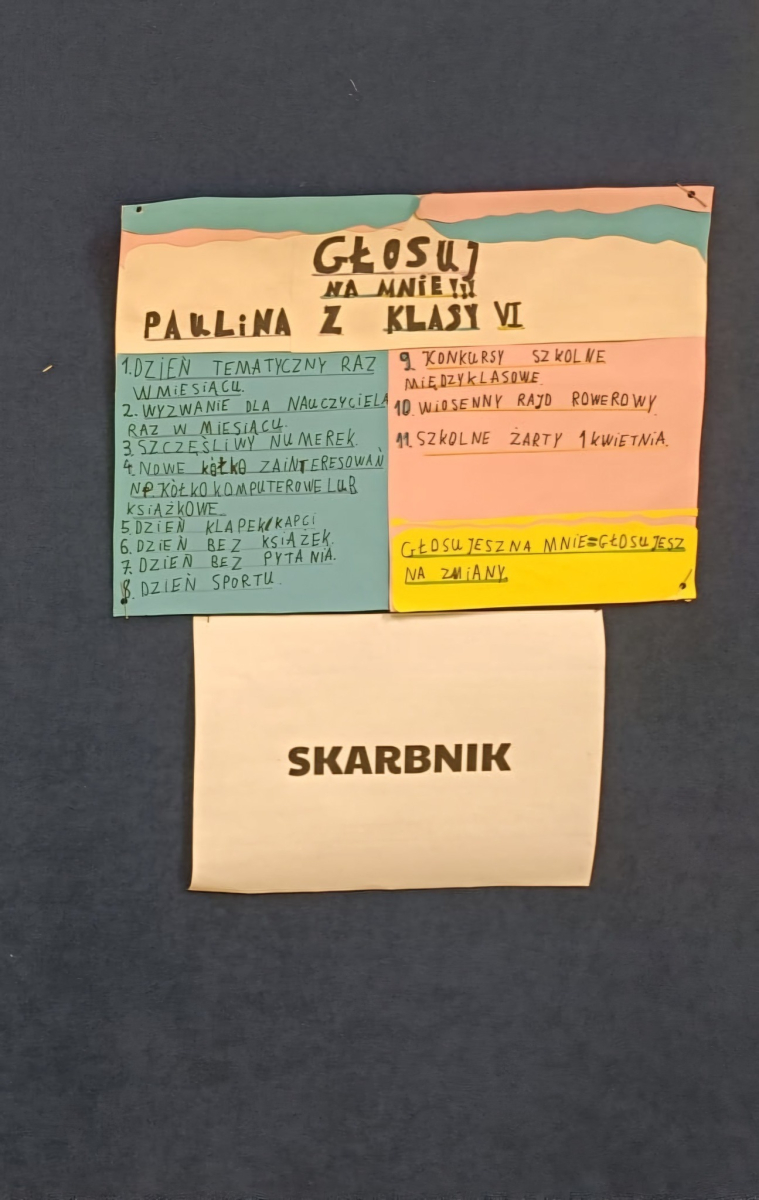 GŁOSUJ
NA MNIE!!!
PAULINA Z KLASY VI
1. DZIEŃ TEMATYCZNY RAZ
W MIESIĄCU.
2. WYZWANIE DLA NAUCZYCIELA
RAZ W MIESIĄCU.
3. SZCZĘŚLIWY NUMEREK.
4. NOWE KÓŁKO ZAINTERESOWAŃ
NP. KÓŁKO KOMPUTEROWE LUB
KSIĄŻKOWE.
5. DZIEŃ KLAPEK/KAPCI
6. DZIEŃ BEZ KSIĄŻEK.
7. DZIEŃ BEZ PYTANIA.
8. DZIEŃ SPORTU.
9. KONKURSY SZKOLNE
MIĘDZYKLASOWE.
10. WIOSENNY RAJD ROWEROWY.
11. SZKOLNE ŻARTY 1 KWIETNIA.
GŁOSUJESZ NA MNIE=GŁOSUJESZ
NA ZMIANY.
SKARBNIK